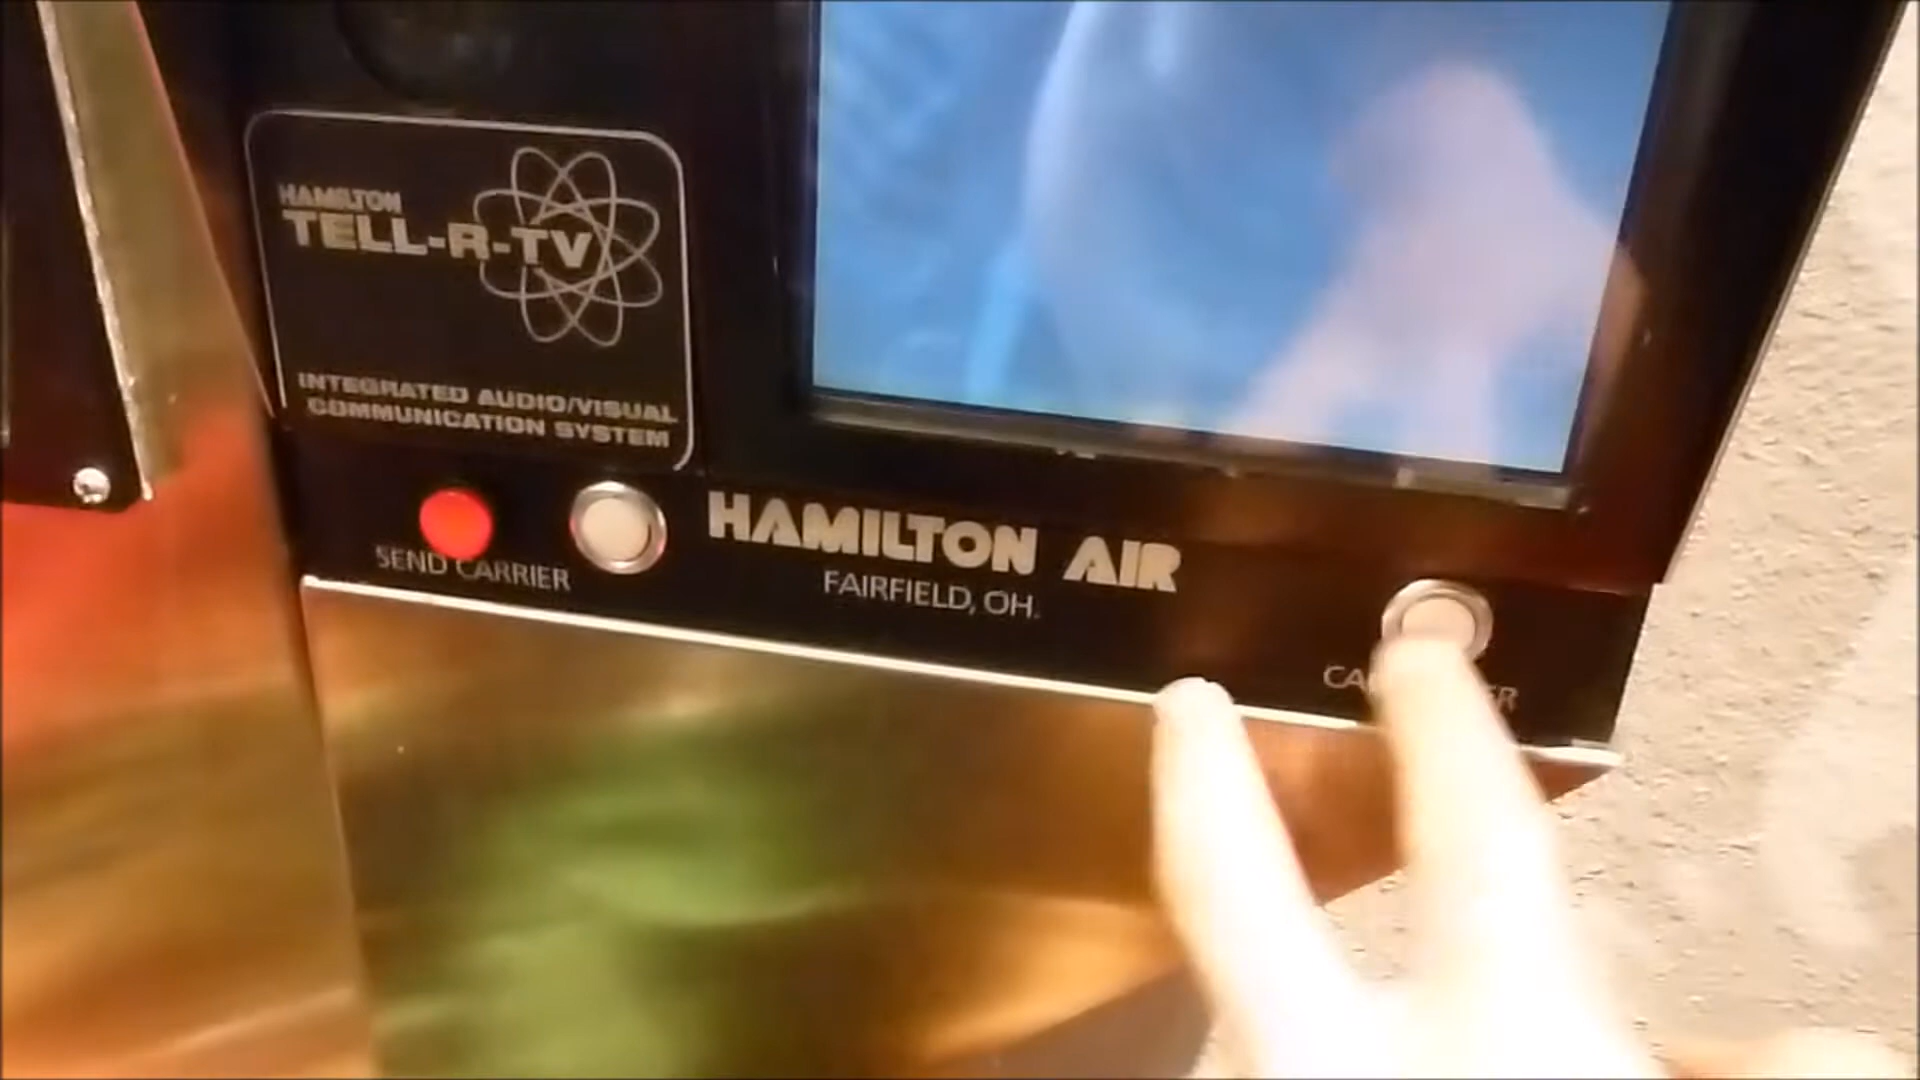 HAMILTON
TELL-R-TV
INTEGRATED AUDIO/VISUAL
COMMUNICATION SYSTEM
SEND CARRIER
HAMILTON AIR
FAIRFIELD, OH.